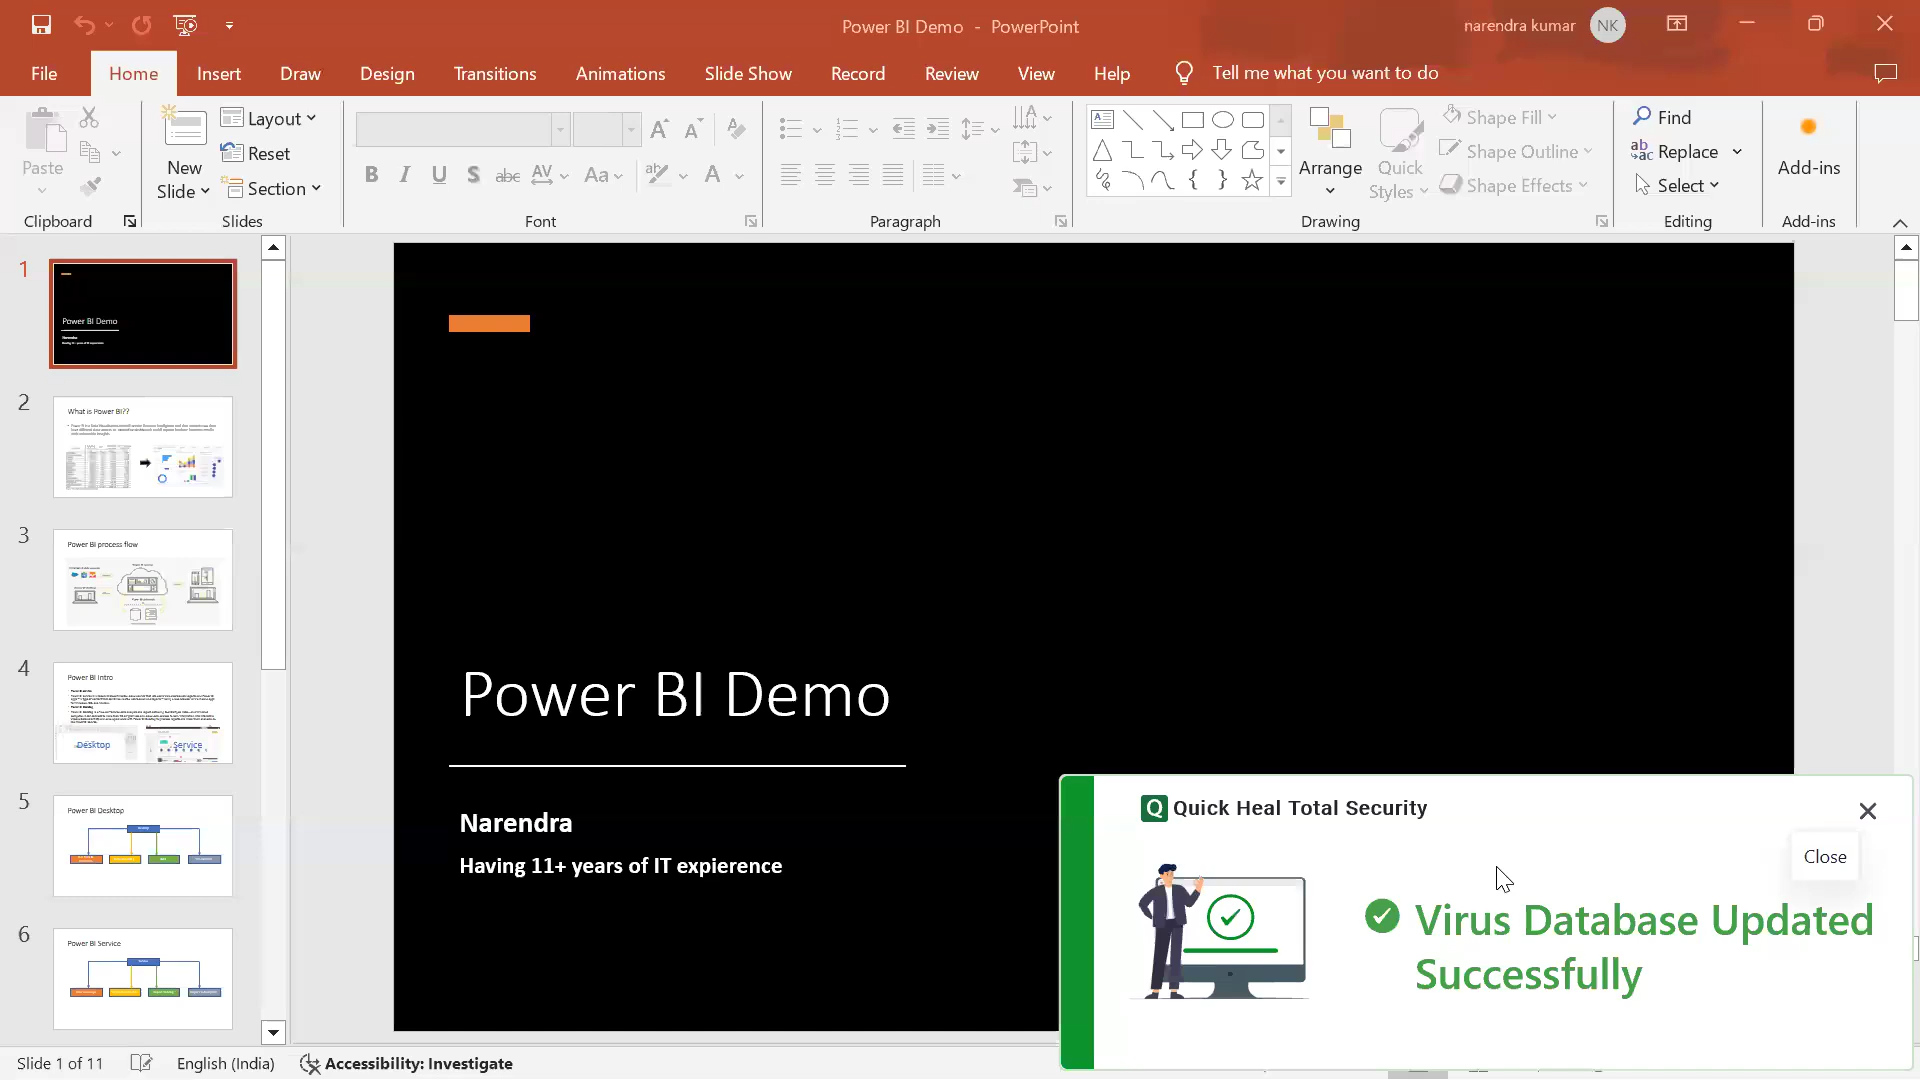 Power BI Demo - PowerPoint
narendra kumar NK
File Home Insert Draw Design Transitions Animations Slide Show Record Review View Help Tell me what you want to do
Paste
Clipboard
New Slide
Layout
Reset
Section
Slides
B I U S abc AV Aa A
Font
Paragraph
Arrange
Quick Styles
Shape Fill
Shape Outline
Shape Effects
Drawing
Find
Replace
Select
Editing
Add-ins
Add-ins
1
Power BI Demo
Narendra
2
What is Power BI??
3
Power BI process flow
4
Power BI Intro
Desktop
Service
5
Power BI Desktop
6
Power BI Service
Power BI Demo
Narendra
Having 11+ years of IT expierence
Quick Heal Total Security
Close
Virus Database Updated
Successfully
Slide 1 of 11 English (India) Accessibility: Investigate